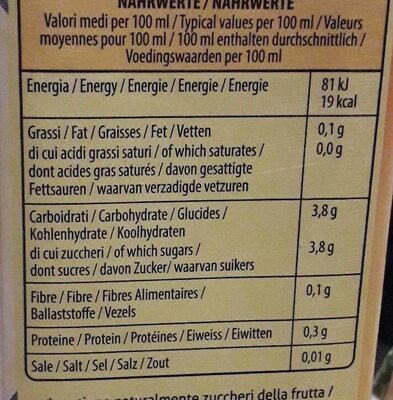 NÄHRWERTE / NÄHRWERTE
Valori medi per 100 ml / Typical values per 100 ml / Valeurs
moyennes pour 100 ml / 100 ml enthalten durchschnittlich /
Voedingswaarden per 100 ml
Energia / Energy / Energie / Energie / Energie 81 kJ
19 kcal
Grassi / Fat / Graisses / Fet / Vetten 0,1 g
di cui acidi grassi saturi / of which saturates / 0,0 g
dont acides gras saturés / davon gesattigte
Fettsauren / waarvan verzadigde vetzuren
Carboidrati / Carbohydrate / Glucides / 3,8 g
Kohlenhydrate / Koolhydraten
di cui zuccheri / of which sugars / 3,8 g
dont sucres / davon Zucker/ waarvan suikers
Fibre / Fibre / Fibres Alimentaires / 0,1 g
Ballaststoffe / Vezels
Proteine / Protein / Protéines / Eiweiss / Eiwitten 0,3 g
Sale / Salt / Sel / Salz / Zout 0,01 g
naturalmente zuccheri della frutta /